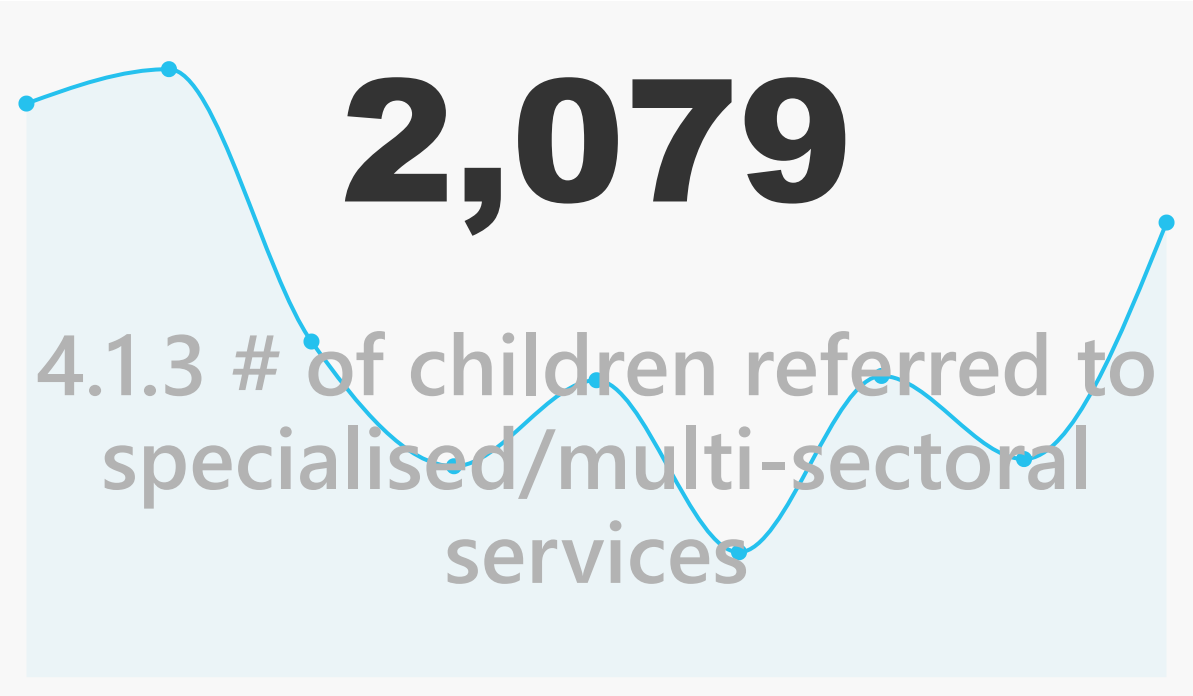 2,079
4.1.3 # of children referred to
specialised/multi-sectoral
services